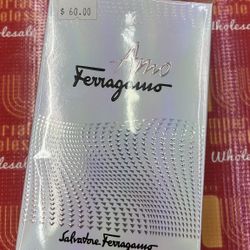 $ 60.00
Amo
Ferragamo
Salvatore Ferragamo
Wholesale